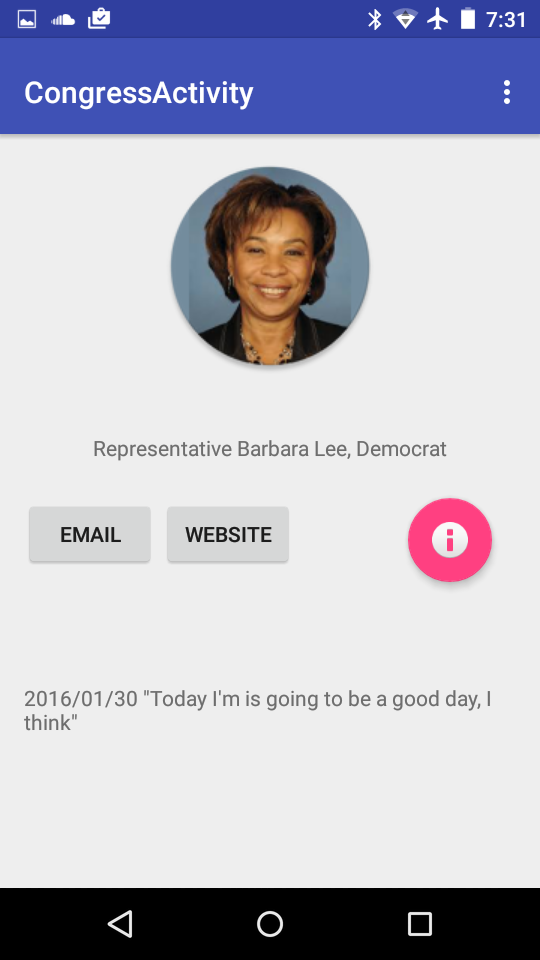 7:31
CongressActivity
Representative Barbara Lee, Democrat
EMAIL WEBSITE
2016/01/30 "Today I'm is going to be a good day, I
think"